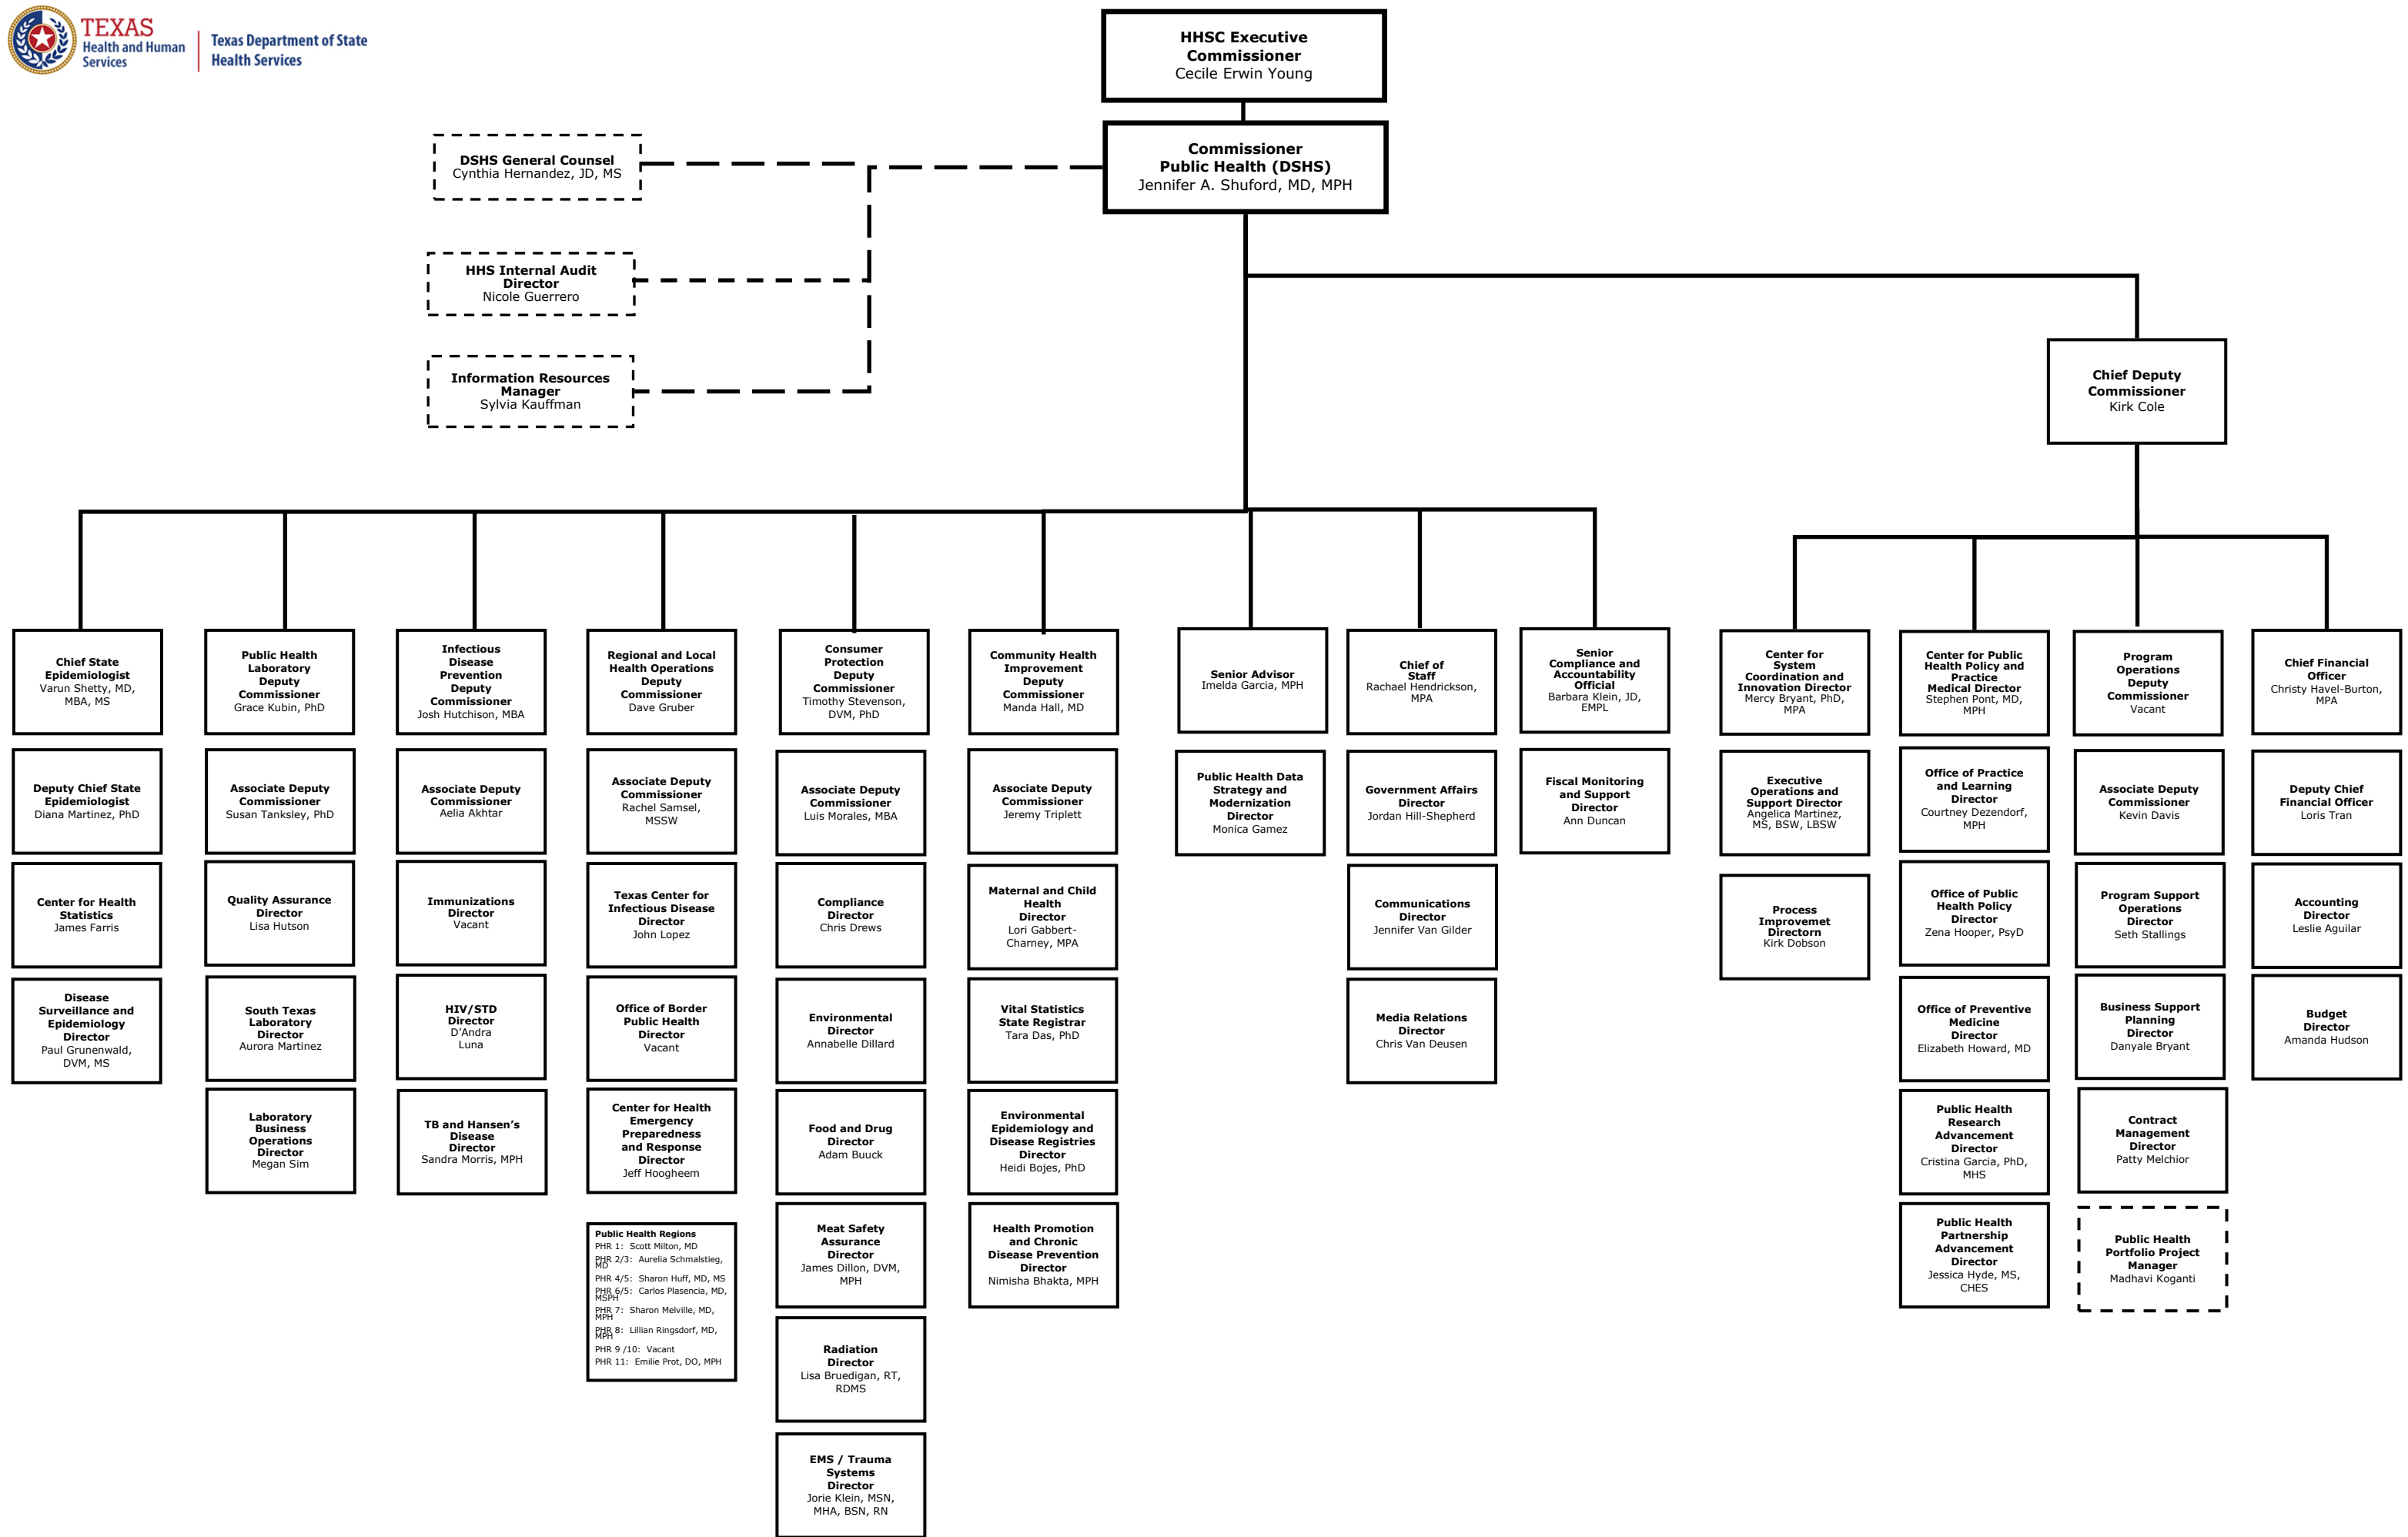 TEXAS
Health and Human
Services
Texas Department of State
Health Services
HHSC Executive
Commissioner
Cecile Erwin Young
Commissioner
Public Health (DSHS)
Jennifer A. Shuford, MD, MPH
DSHS General Counsel
Cynthia Hernandez, JD, MS
HHS Internal Audit
Director
Nicole Guerrero
Information Resources
Manager
Sylvia Kauffman
Chief Deputy
Commissioner
Kirk Cole
Chief State
Epidemiologist
Varun Shetty, MD,
MBA, MS
Deputy Chief State
Epidemiologist
Diana Martinez, PhD
Center for Health
Statistics
James Farris
Disease
Surveillance and
Epidemiology
Director
Paul Grunenwald,
DVM, MS
Public Health
Laboratory
Deputy
Commissioner
Grace Kubin, PhD
Associate Deputy
Commissioner
Susan Tanksley, PhD
Quality Assurance
Director
Lisa Hutson
South Texas
Laboratory
Director
Aurora Martinez
Laboratory
Business
Operations
Director
Megan Sim
Infectious
Disease
Prevention
Deputy
Commissioner
Josh Hutchison, MBA
Associate Deputy
Commissioner
Aelia Akhtar
Immunizations
Director
Vacant
HIV/STD
Director
D’Andra
Luna
TB and Hansen’s
Disease
Director
Sandra Morris, MPH
Regional and Local
Health Operations
Deputy
Commissioner
Dave Gruber
Associate Deputy
Commissioner
Rachel Samsel,
MSSW
Texas Center for
Infectious Disease
Director
John Lopez
Office of Border
Public Health
Director
Vacant
Center for Health
Emergency
Preparedness
and Response
Director
Jeff Hoogheem
Public Health Regions
PHR 1: Scott Milton, MD
PHR 2/3: Aurelia Schmalstieg,
MD
PHR 4/5: Sharon Huff, MD, MS
PHR 6/5: Carlos Plasencia, MD,
MSPH
PHR 7: Sharon Melville, MD,
MPH
PHR 8: Lillian Ringsdorf, MD,
MPH
PHR 9 /10: Vacant
PHR 11: Emilie Prot, DO, MPH
Consumer
Protection
Deputy
Commissioner
Timothy Stevenson,
DVM, PhD
Associate Deputy
Commissioner
Luis Morales, MBA
Compliance
Director
Chris Drews
Environmental
Director
Annabelle Dillard
Food and Drug
Director
Adam Buuck
Meat Safety
Assurance
Director
James Dillon, DVM,
MPH
Radiation
Director
Lisa Bruedigan, RT,
RDMS
EMS / Trauma
Systems
Director
Jorie Klein, MSN,
MHA, BSN, RN
Community Health
Improvement
Deputy
Commissioner
Manda Hall, MD
Associate Deputy
Commissioner
Jeremy Triplett
Maternal and Child
Health
Director
Lori Gabbert-
Charney, MPA
Vital Statistics
State Registrar
Tara Das, PhD
Environmental
Epidemiology and
Disease Registries
Director
Heidi Bojes, PhD
Health Promotion
and Chronic
Disease Prevention
Director
Nimisha Bhakta, MPH
Senior Advisor
Imelda Garcia, MPH
Public Health Data
Strategy and
Modernization
Director
Monica Gamez
Chief of
Staff
Rachael Hendrickson,
MPA
Government Affairs
Director
Jordan Hill-Shepherd
Communications
Director
Jennifer Van Gilder
Media Relations
Director
Chris Van Deusen
Senior
Compliance and
Accountability
Official
Barbara Klein, JD,
EMPL
Fiscal Monitoring
and Support
Director
Ann Duncan
Center for
System
Coordination and
Innovation Director
Mercy Bryant, PhD,
MPA
Executive
Operations and
Support Director
Angelica Martinez,
MS, BSW, LBSW
Process
Improvemet
Directorn
Kirk Dobson
Center for Public
Health Policy and
Practice
Medical Director
Stephen Pont, MD,
MPH
Office of Practice
and Learning
Director
Courtney Dezendorf,
MPH
Office of Public
Health Policy
Director
Zena Hooper, PsyD
Office of Preventive
Medicine
Director
Elizabeth Howard, MD
Public Health
Research
Advancement
Director
Cristina Garcia, PhD,
MHS
Public Health
Partnership
Advancement
Director
Jessica Hyde, MS,
CHES
Program
Operations
Deputy
Commissioner
Vacant
Associate Deputy
Commissioner
Kevin Davis
Program Support
Operations
Director
Seth Stallings
Business Support
Planning
Director
Danyale Bryant
Contract
Management
Director
Patty Melchior
Public Health
Portfolio Project
Manager
Madhavi Koganti
Chief Financial
Officer
Christy Havel-Burton,
MPA
Deputy Chief
Financial Officer
Loris Tran
Accounting
Director
Leslie Aguilar
Budget
Director
Amanda Hudson